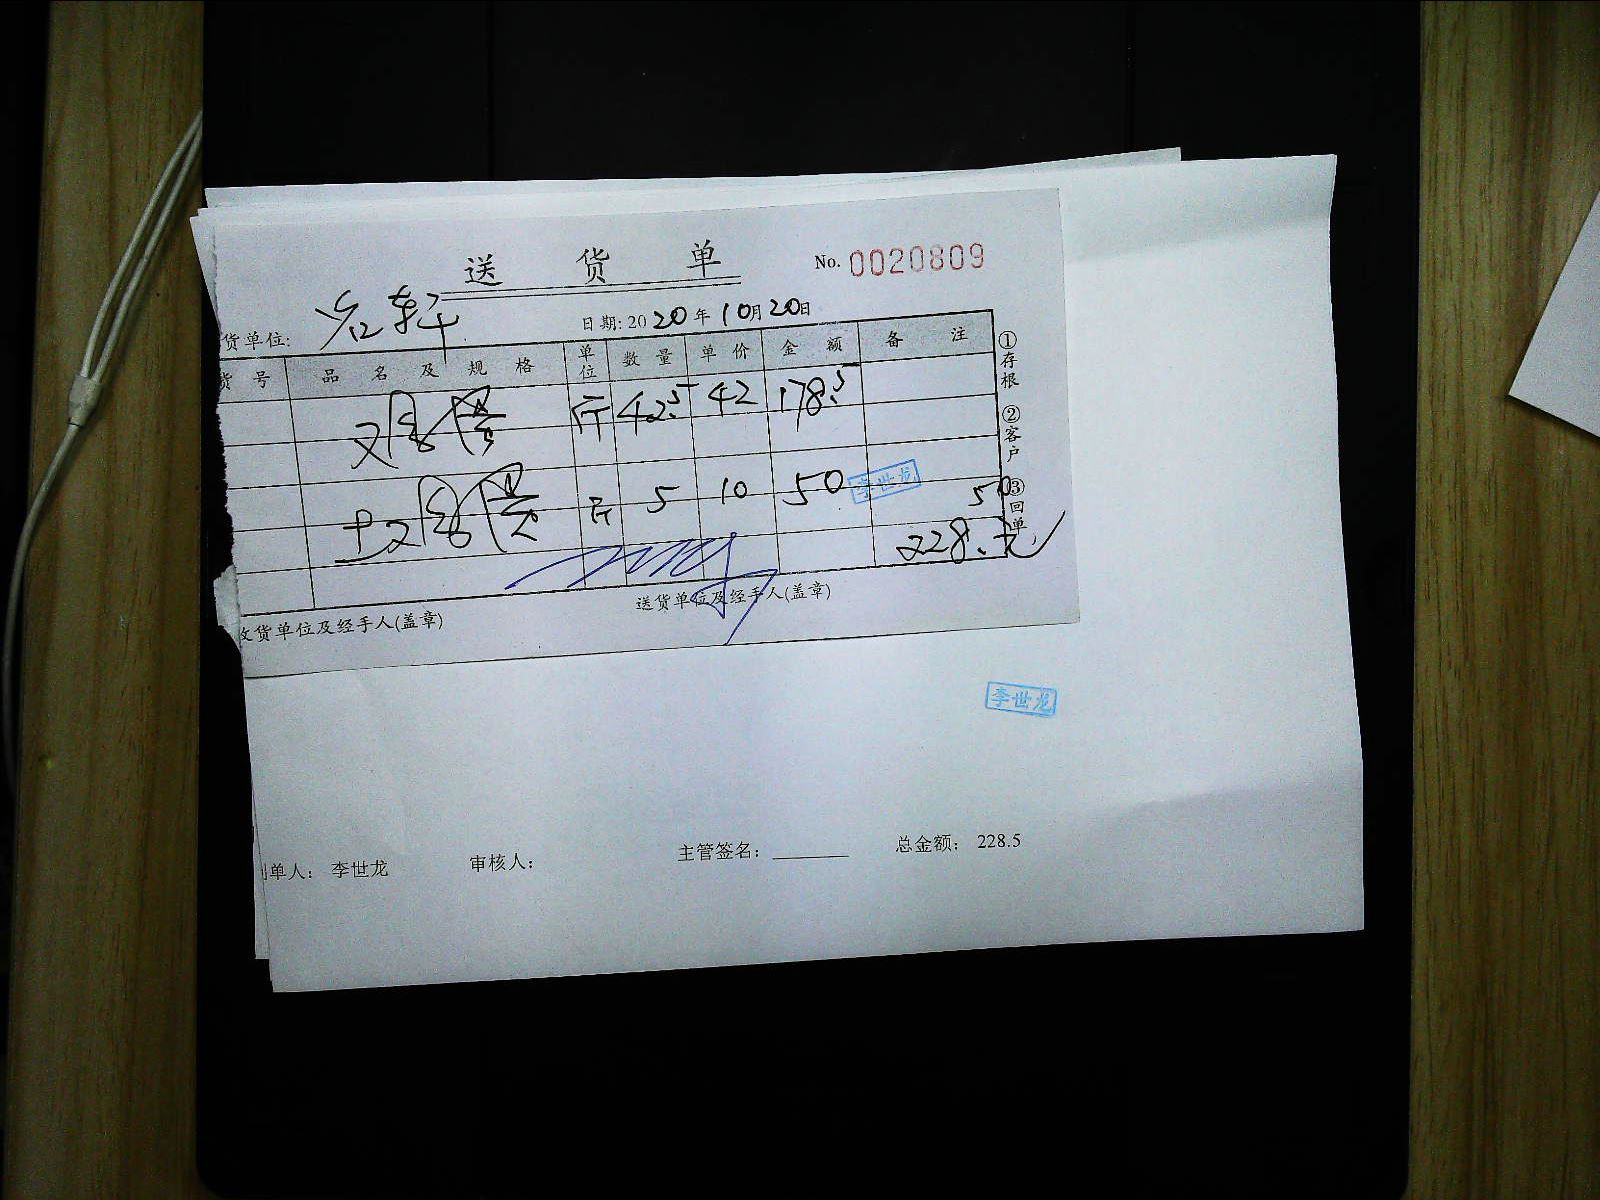 送 货 单 No. 0020809
货单位: 岩轩 日期: 2020年10月20日
货号 品名及规格 单位 数量 单价 金额 备注
斤 42.5 42 178.5
斤 5 10 50 李世龙 50
228.5元
①存根 ②客户 ③回单
收货单位及经手人(盖章) 送货单位及经手人(盖章)
李世龙
制单人: 李世龙 审核人: 主管签名: 总金额: 228.5